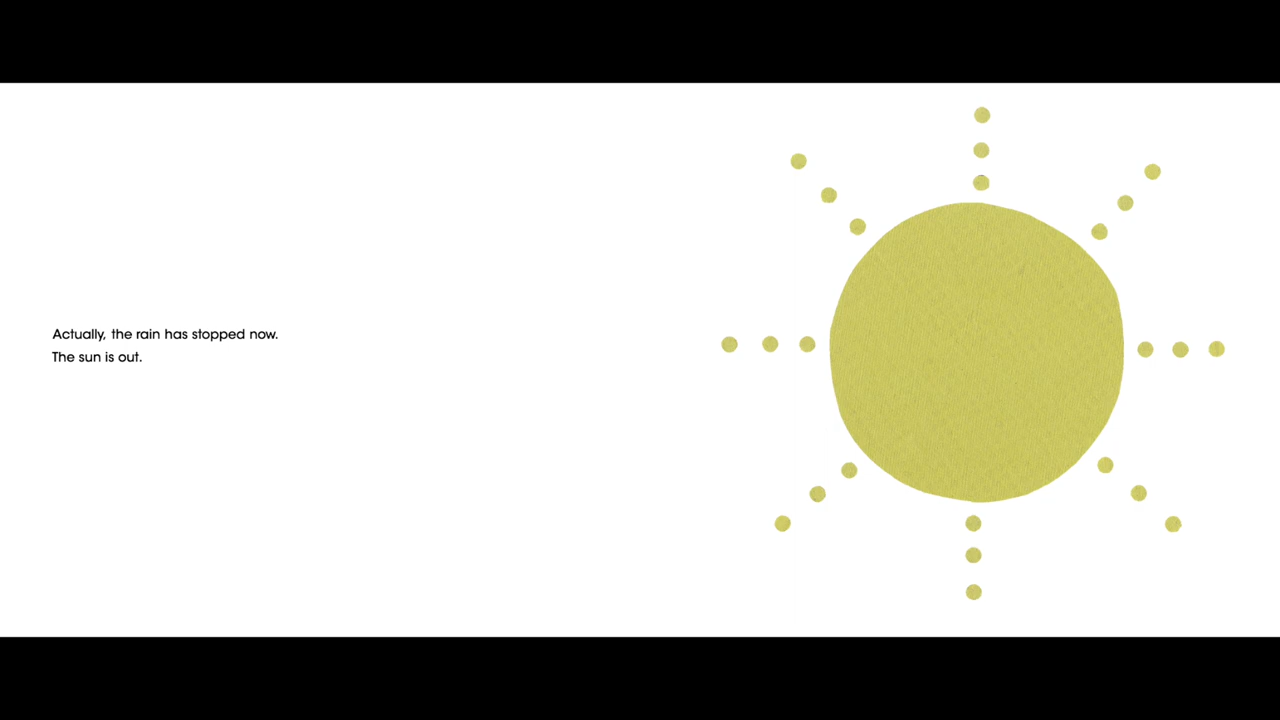 Actually, the rain has stopped now.
The sun is out.